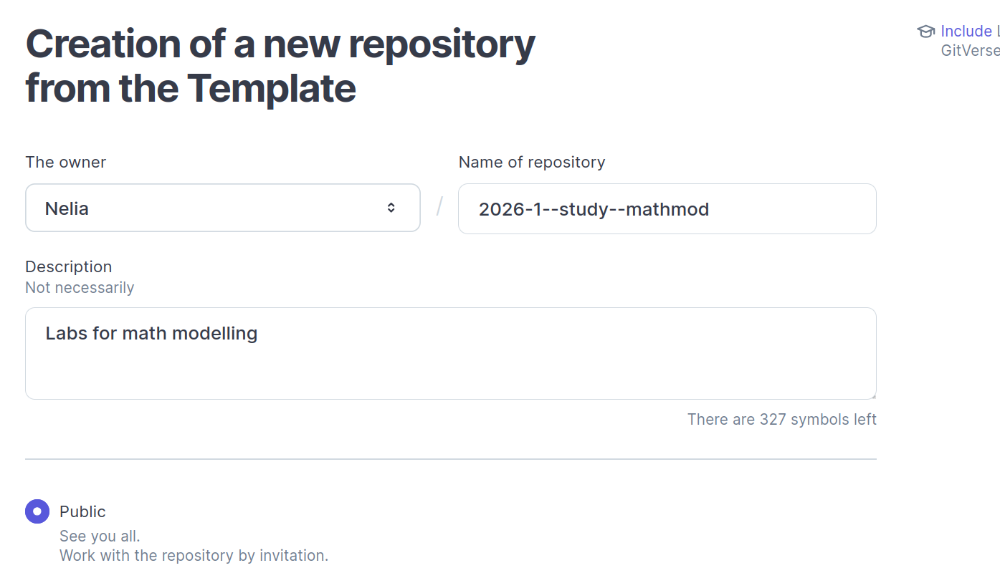 Creation of a new repository
from the Template
Include
GitVerse
The owner
Name of repository
Nelia
/
2026-1--study--mathmod
Description
Not necessarily
Labs for math modelling
There are 327 symbols left
Public
See you all.
Work with the repository by invitation.